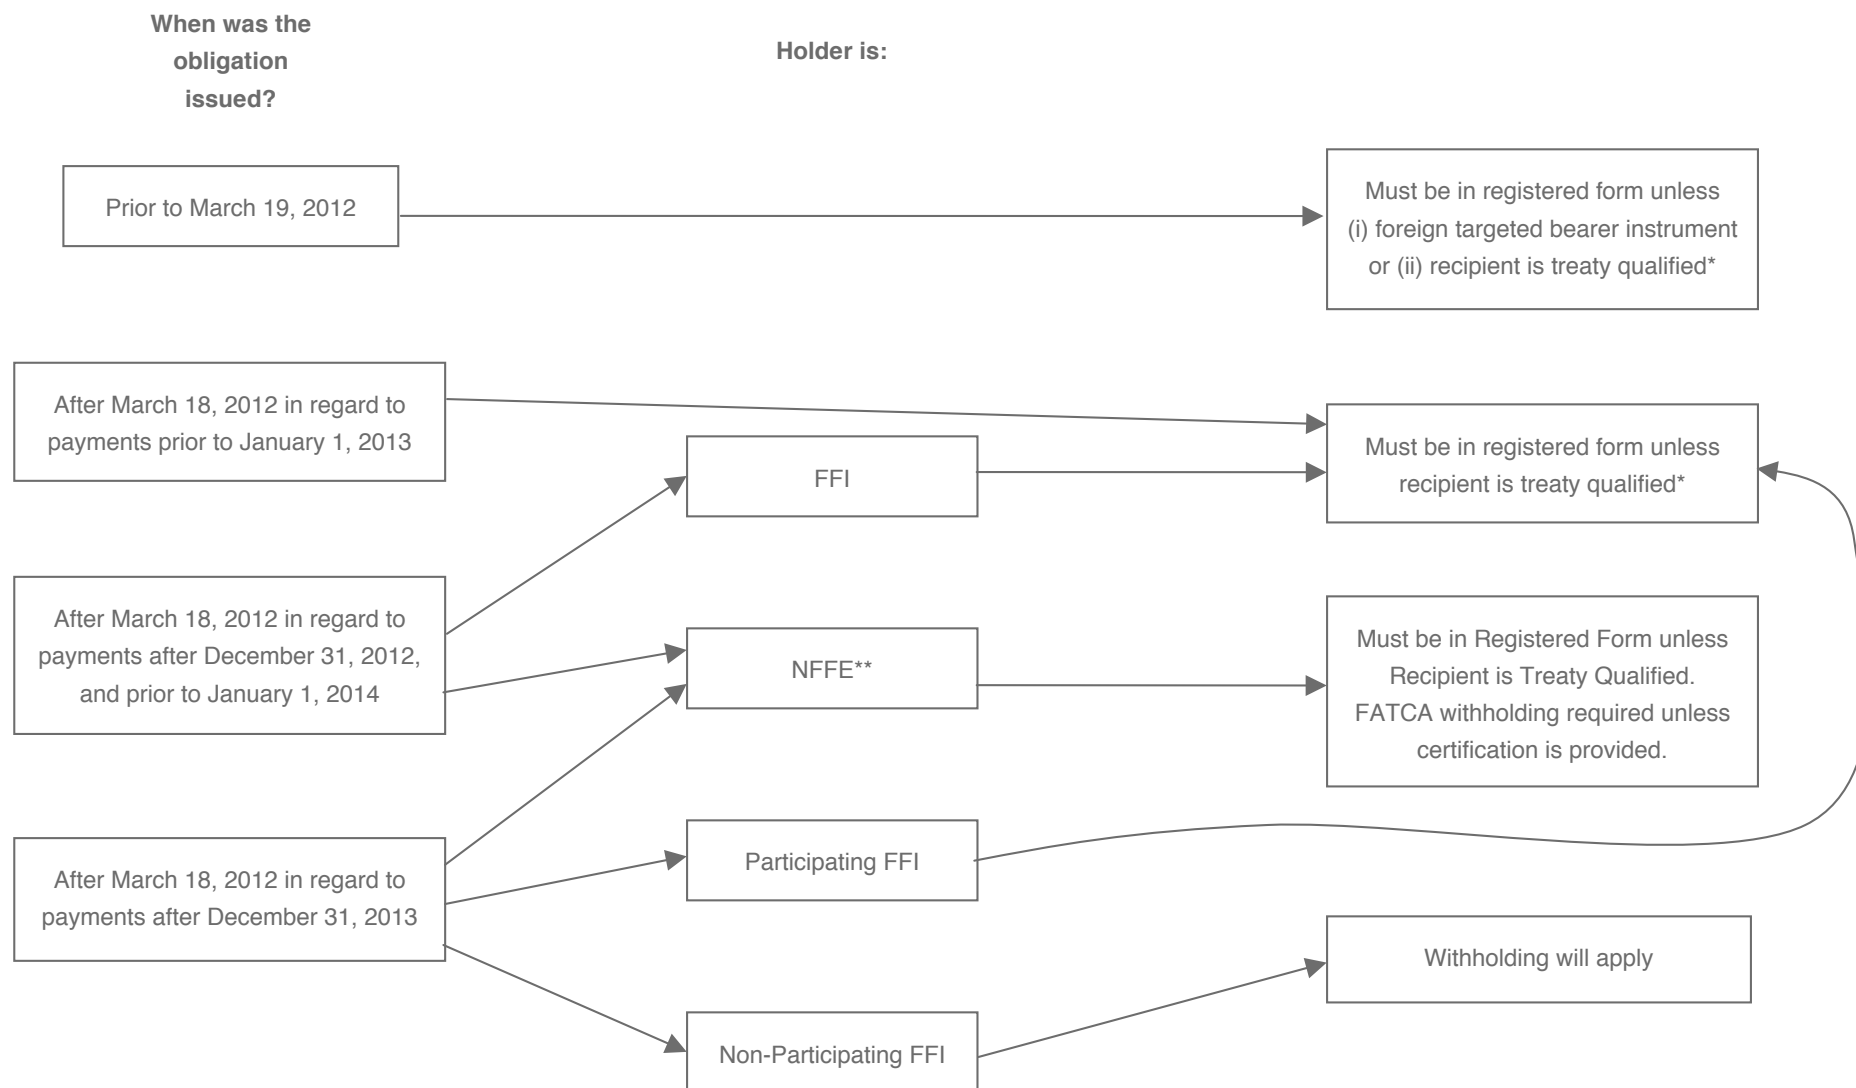 When was the
obligation
issued?
Holder is:
Prior to March 19, 2012
Must be in registered form unless
(i) foreign targeted bearer instrument
or (ii) recipient is treaty qualified*
After March 18, 2012 in regard to
payments prior to January 1, 2013
FFI
Must be in registered form unless
recipient is treaty qualified*
After March 18, 2012 in regard to
payments after December 31, 2012,
and prior to January 1, 2014
NFFE**
Must be in Registered Form unless
Recipient is Treaty Qualified.
FATCA withholding required unless
certification is provided.
After March 18, 2012 in regard to
payments after December 31, 2013
Participating FFI
Withholding will apply
Non-Participating FFI